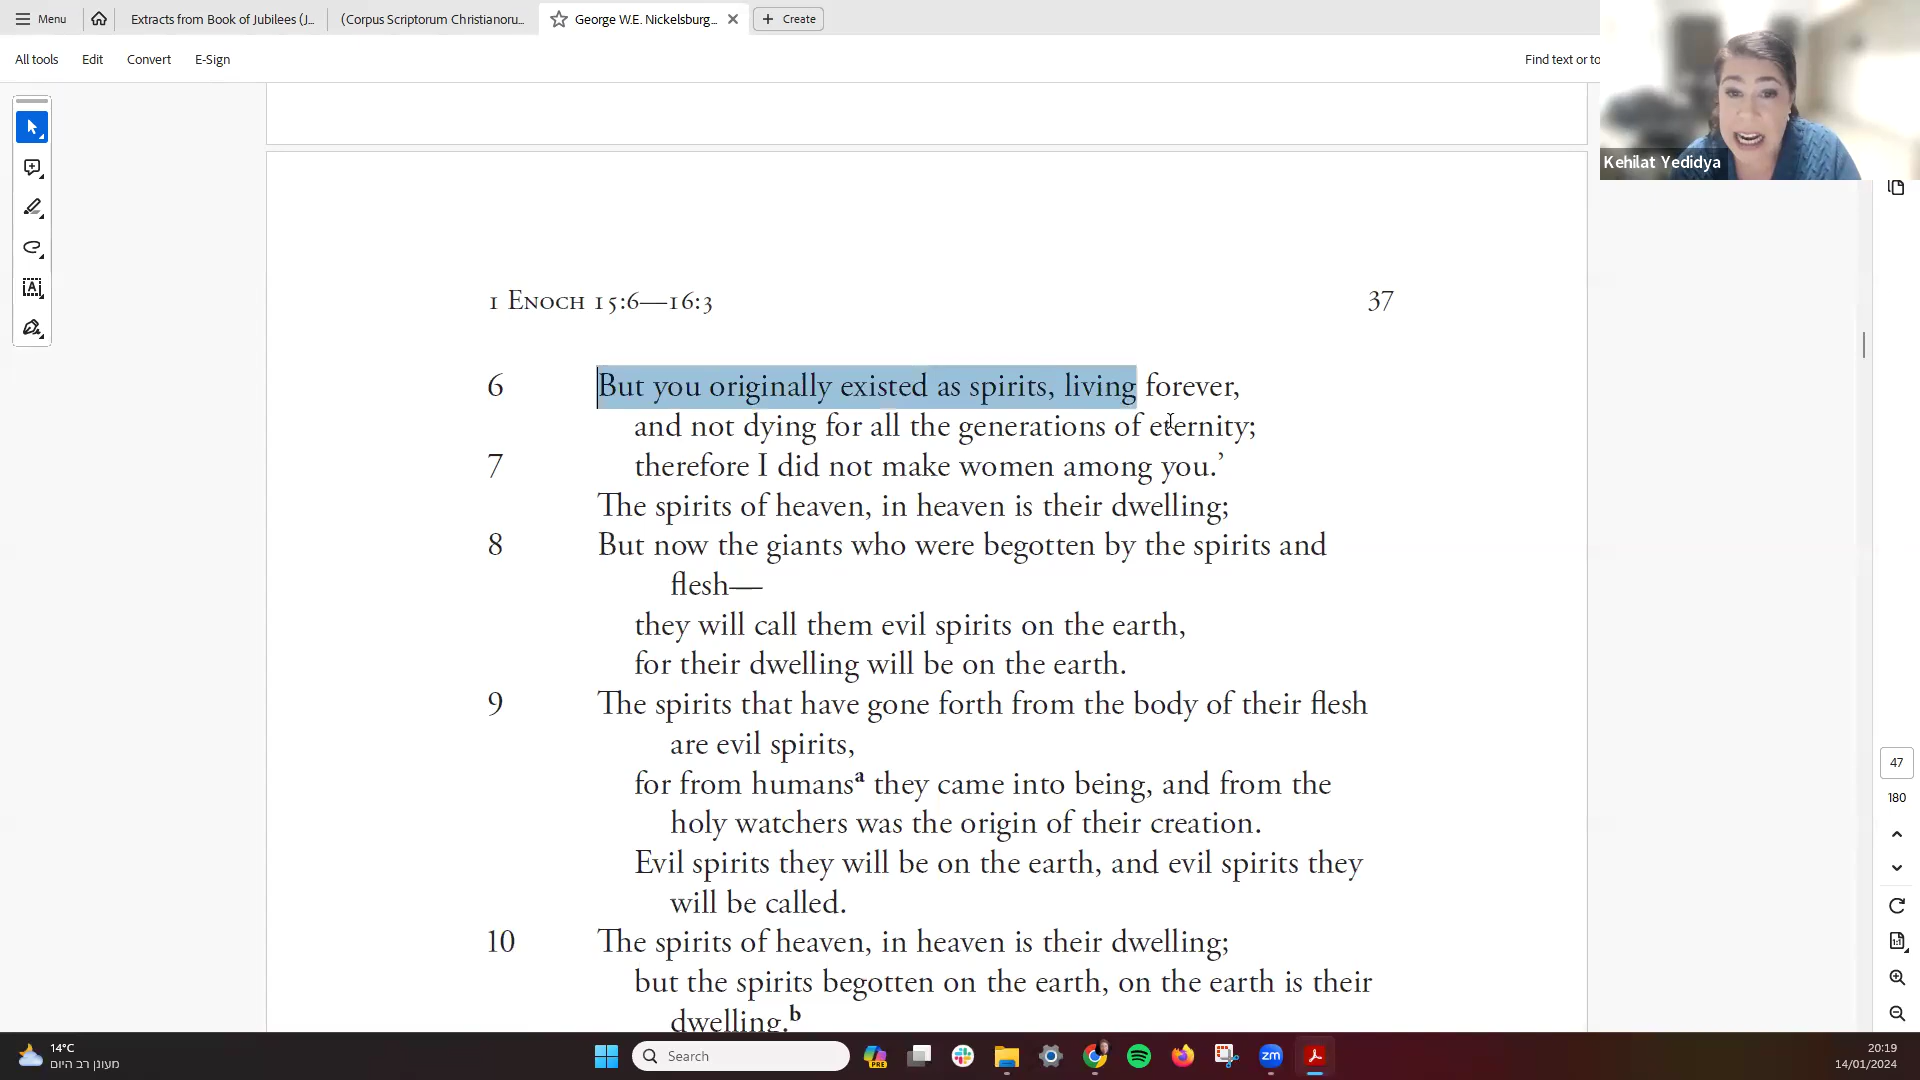 Menu
Extracts from Book of Jubilees (J...
(Corpus Scriptorum Christianoru...
George W.E. Nickelsburg...
Create
All tools
Edit
Convert
E-Sign
Find text or to
Kehilat Yedidya
1 Enoch 15:6—16:3 37
6 But you originally existed as spirits, living forever,
and not dying for all the generations of eternity;
7 therefore I did not make women among you.’
The spirits of heaven, in heaven is their dwelling;
8 But now the giants who were begotten by the spirits and
flesh—
they will call them evil spirits on the earth,
for their dwelling will be on the earth.
9 The spirits that have gone forth from the body of their flesh
are evil spirits,
for from humansᵃ they came into being, and from the
holy watchers was the origin of their creation.
Evil spirits they will be on the earth, and evil spirits they
will be called.
10 The spirits of heaven, in heaven is their dwelling;
but the spirits begotten on the earth, on the earth is their
dwelling.ᵇ
47
180
14°C
מעונן רב היום
Search
PRE
zm
20:19
14/01/2024